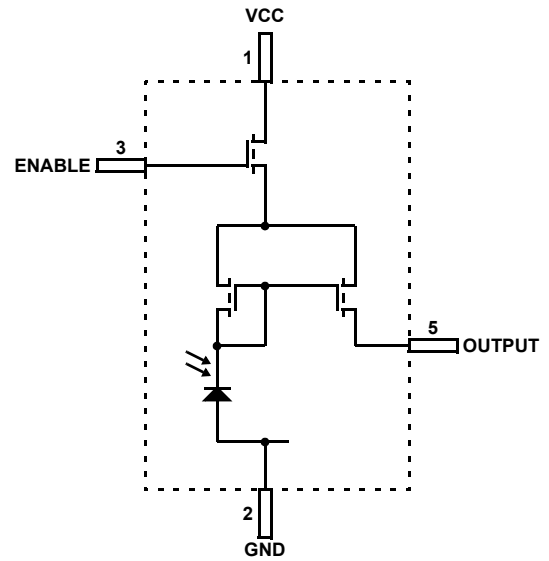 VCC
1
3
ENABLE
5
OUTPUT
2
GND